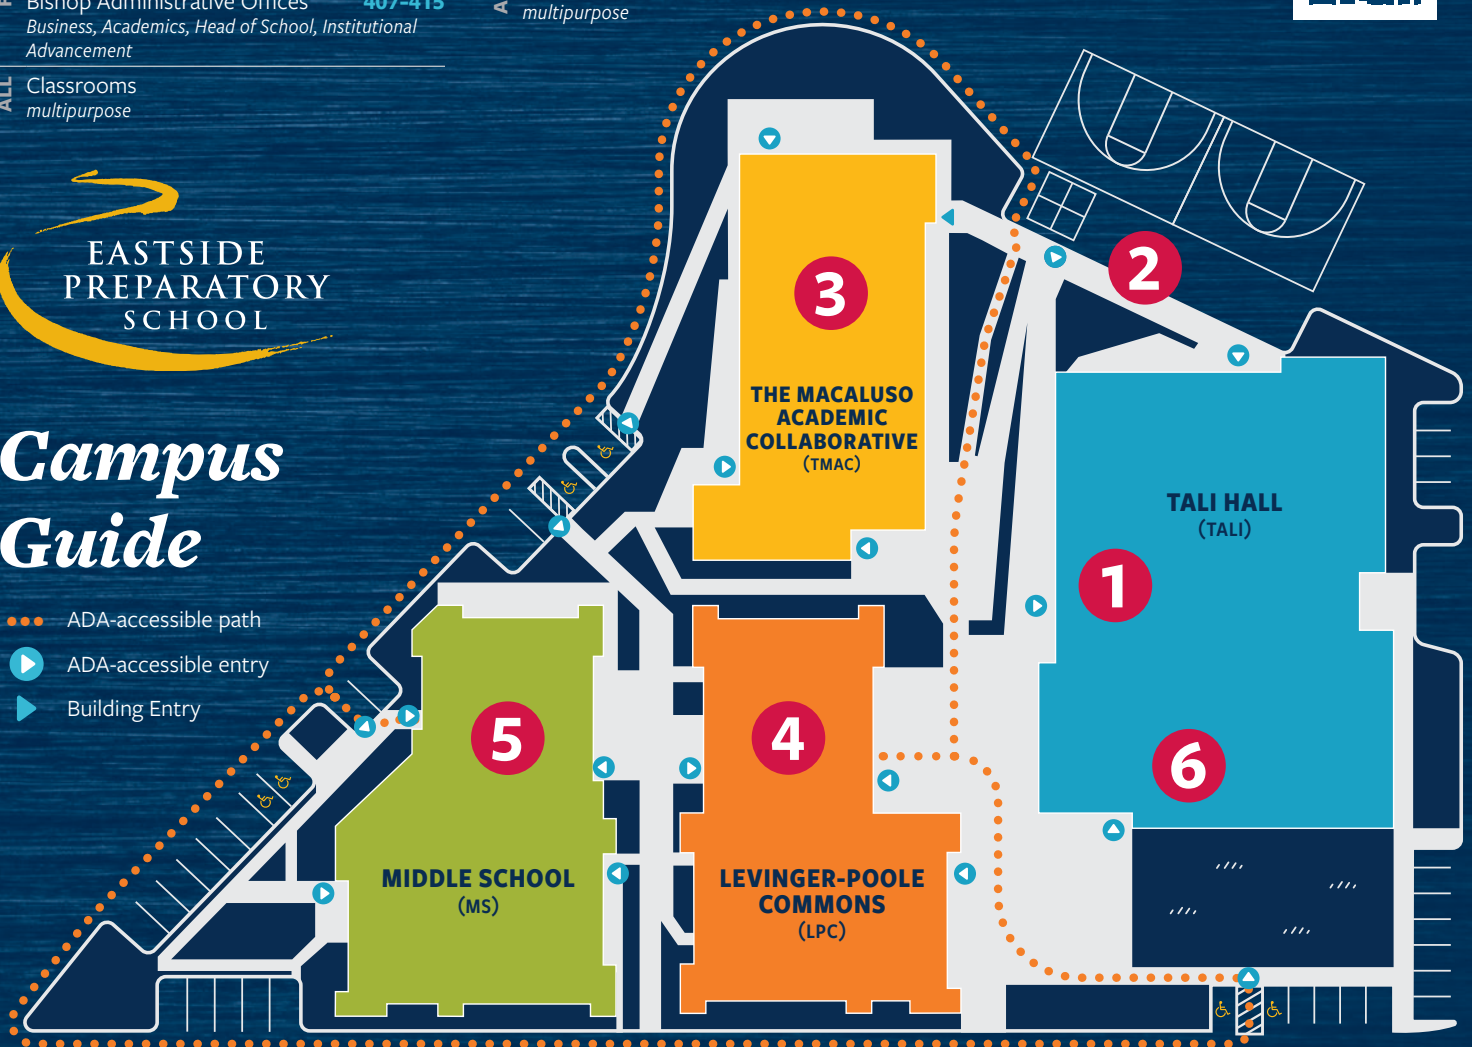 Bishop Administrative Offices 407–415
Business, Academics, Head of School, Institutional
Advancement
ALL
Classrooms
multipurpose
multipurpose
EASTSIDE
PREPARATORY
SCHOOL
Campus
Guide
ADA-accessible path
ADA-accessible entry
Building Entry
2
3
THE MACALUSO
ACADEMIC
COLLABORATIVE
(TMAC)
TALI HALL
(TALI)
1
5
4
6
MIDDLE SCHOOL
(MS)
LEVINGER-POOLE
COMMONS
(LPC)